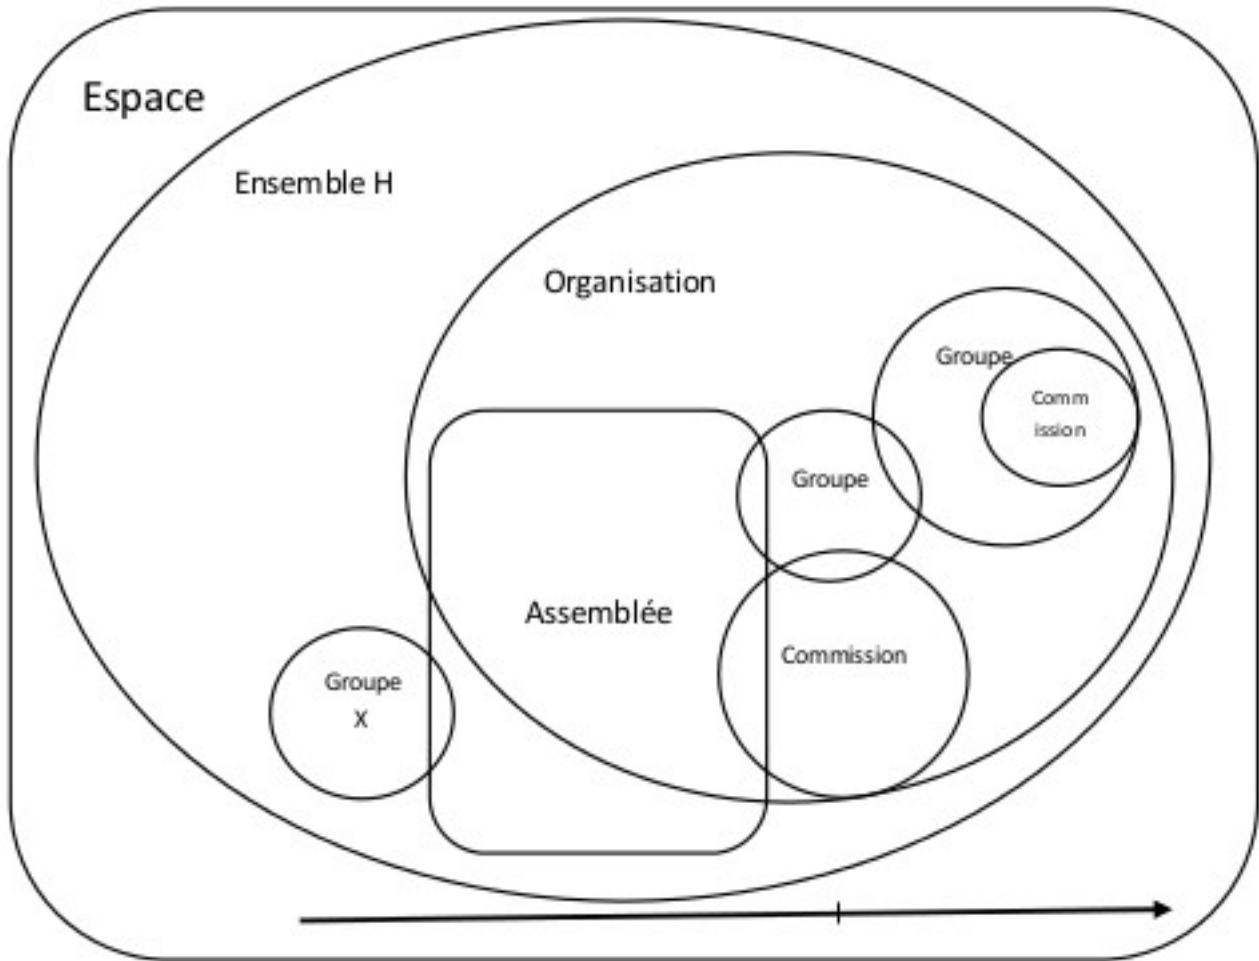 Espace
Ensemble H
Organisation
Groupe
Comm
ission
Groupe
Assemblée
Commission
Groupe
X